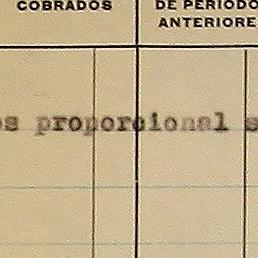 COBRADOS
DE PERIODO
ANTERIORE
s proporcional s